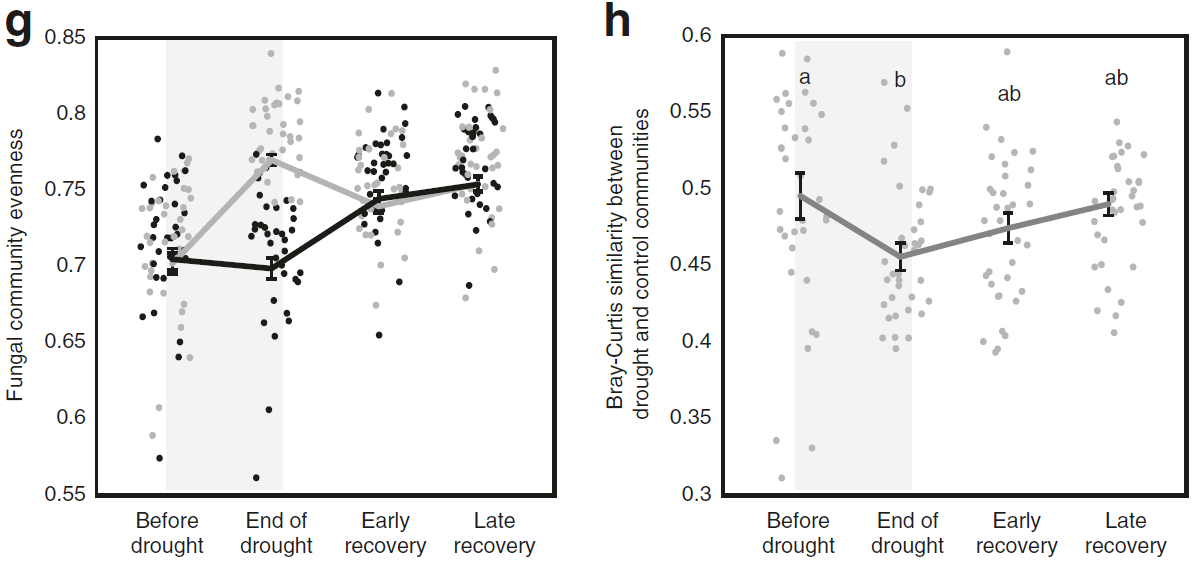 g
Fungal community evenness
0.85
0.8
0.75
0.7
0.65
0.6
0.55
Before
drought
End of
drought
Early
recovery
Late
recovery
h
Bray-Curtis similarity between
drought and control communities
0.6
0.55
0.5
0.45
0.4
0.35
0.3
a
b
ab
ab
Before
drought
End of
drought
Early
recovery
Late
recovery